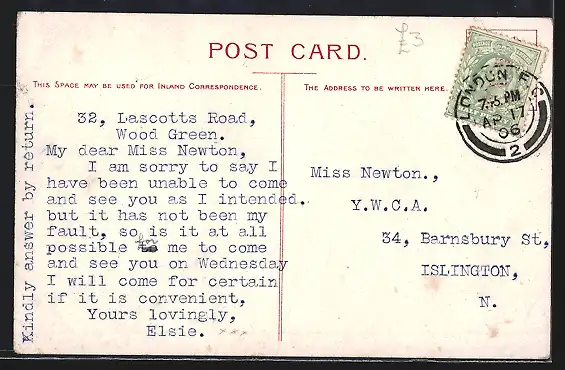 £3
POST CARD.
THIS SPACE MAY BE USED FOR INLAND CORRESPONDENCE.
THE ADDRESS TO BE WRITTEN HERE.
LONDON E.C.
7.15 PM
AP 17
06
2
Kindly answer by return.
32, Lascotts Road,
Wood Green.
My dear Miss Newton,
I am sorry to say I
have been unable to come
and see you as I intended.
but it has not been my
fault, so is it at all
possible for me to come
and see you on Wednesday
I will come for certain
if it is convenient,
Yours lovingly,
Elsie. xxx
Miss Newton.,
Y.W.C.A.
34, Barnsbury St,
ISLINGTON,
N.